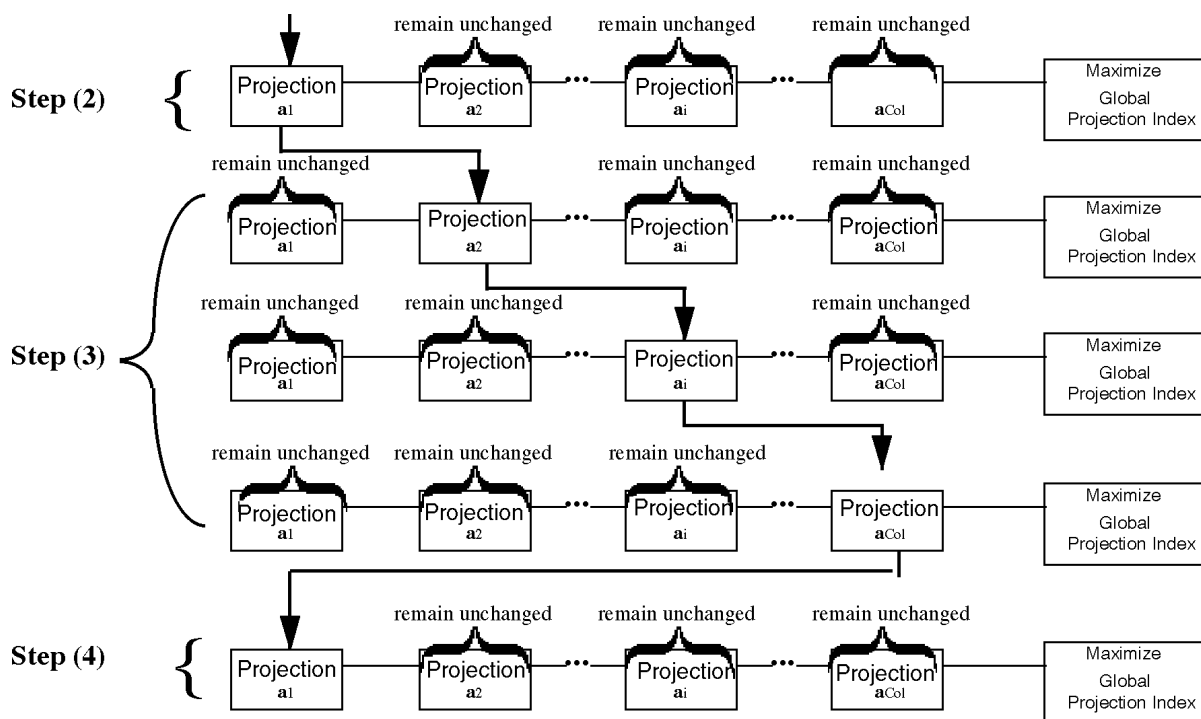 remain unchanged remain unchanged remain unchanged
Step (2)
{
Projection
a1
Projection
a2
...
Projection
ai
...
aCol
Maximize
Global
Projection Index
remain unchanged remain unchanged remain unchanged
Projection
a1
Projection
a2
...
Projection
ai
...
Projection
aCol
Maximize
Global
Projection Index
Step (3)
remain unchanged remain unchanged remain unchanged
Projection
a1
Projection
a2
...
Projection
ai
...
Projection
aCol
Maximize
Global
Projection Index
remain unchanged remain unchanged remain unchanged
Projection
a1
Projection
a2
...
Projection
ai
...
Projection
aCol
Maximize
Global
Projection Index
remain unchanged remain unchanged remain unchanged
Step (4)
{
Projection
a1
Projection
a2
...
Projection
ai
...
Projection
aCol
Maximize
Global
Projection Index